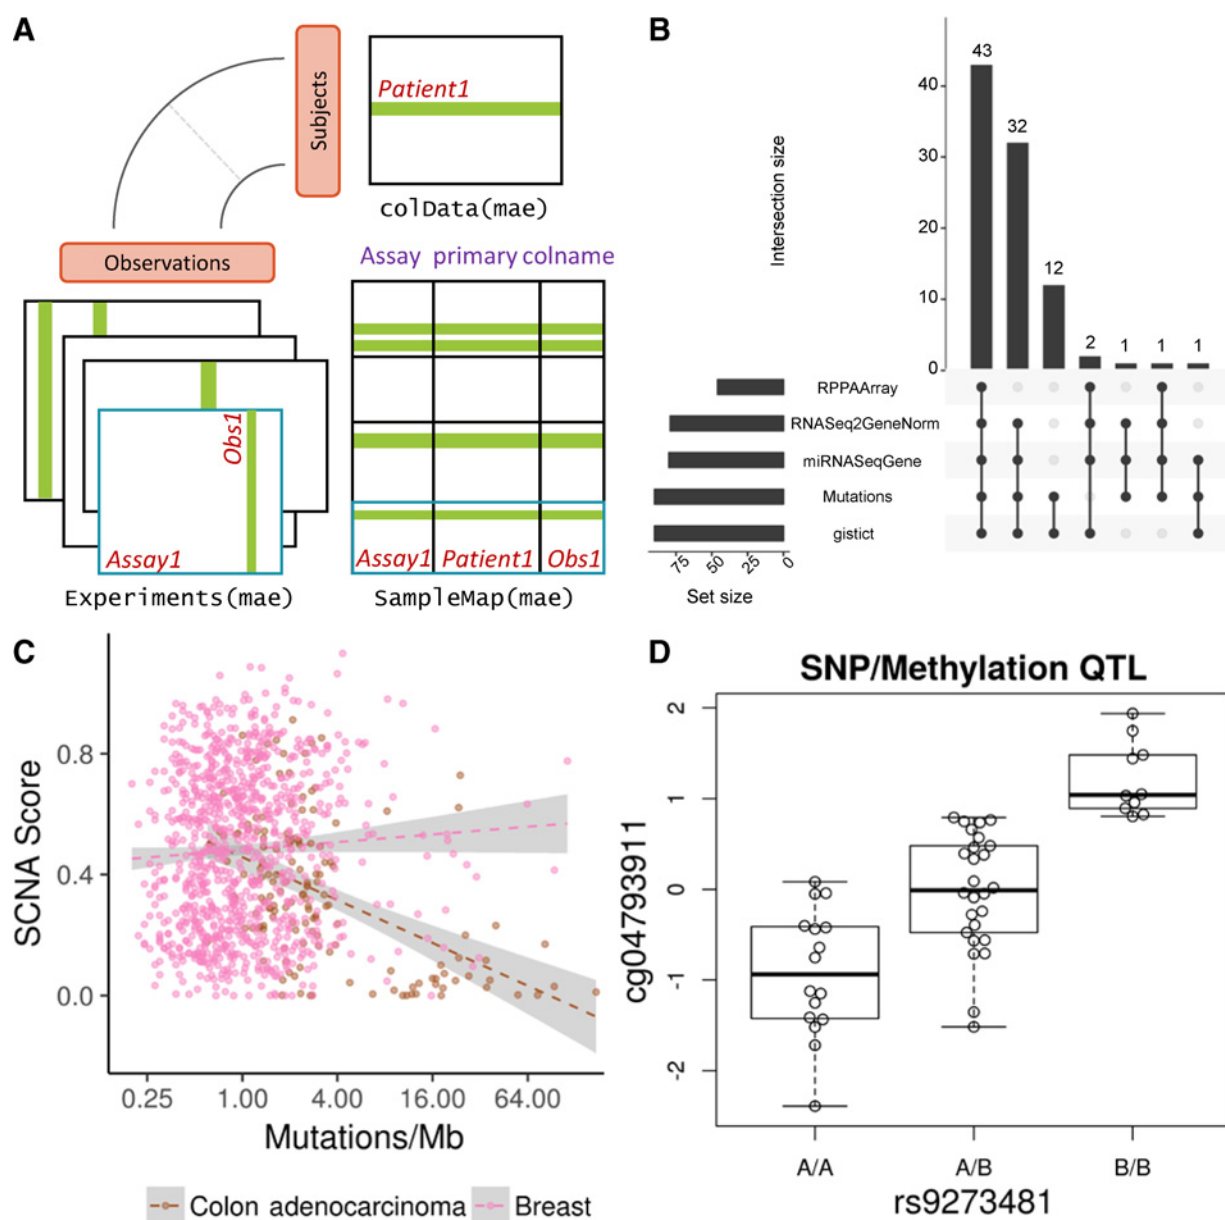 A
Subjects
Patient1
colData(mae)
Observations
Assay primary colname
Obs1
Assay1
Experiments(mae)
Assay1 Patient1 Obs1
SampleMap(mae)
B
Intersection size
40
30
20
10
0
43
32
12
2
1
1
1
RPPAArray
RNASeq2GeneNorm
miRNASeqGene
Mutations
gistict
75 50 25 0
Set size
C
SCNA Score
0.8
0.4
0.0
0.25 1.00 4.00 16.00 64.00
Mutations/Mb
Colon adenocarcinoma Breast
D
SNP/Methylation QTL
cg04793911
2
1
0
-1
-2
A/A A/B B/B
rs9273481